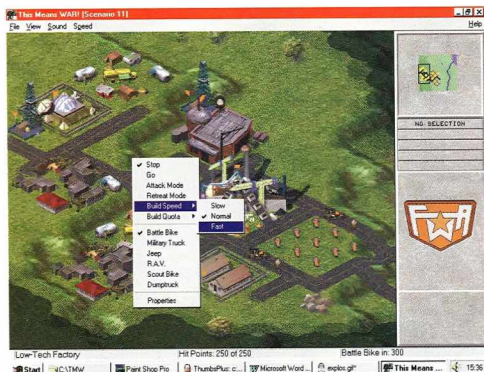 This Means WAR! [Scenario 11]
File View Sound Speed Help
NO SELECTION
Stop
Go
Attack Mode
Retreat Mode
Build Speed
Slow
Build Quota
Normal
Fast
Battle Bike
Military Truck
Jeep
R.A.V.
Scout Bike
Dumptruck
Properties
Low-Tech Factory Hit Points: 250 of 250 Battle Bike in: 300
Start C:\TMW Paint Shop Pro ThumbsPlus: c:... Microsoft Word ... explos.gif* This Means ... 15:36